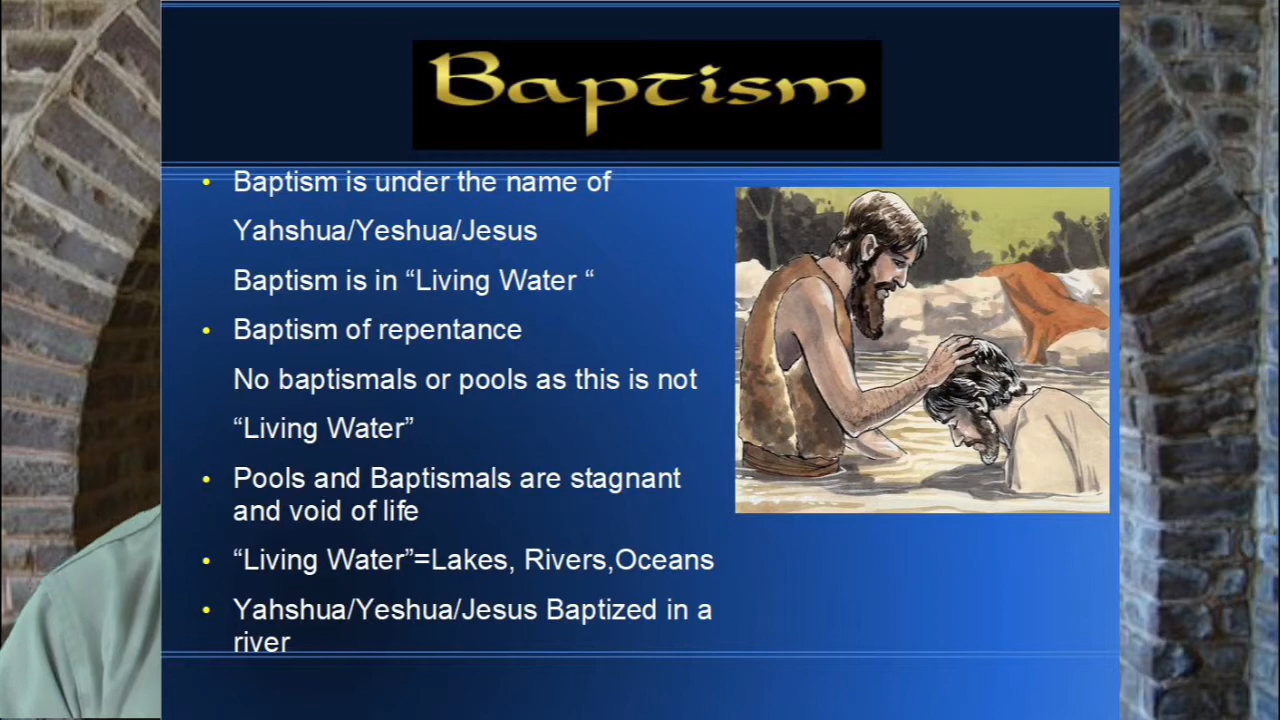 Baptism
• Baptism is under the name of
Yahshua/Yeshua/Jesus
Baptism is in “Living Water “
• Baptism of repentance
No baptismals or pools as this is not
“Living Water”
• Pools and Baptismals are stagnant
and void of life
• “Living Water”=Lakes, Rivers,Oceans
• Yahshua/Yeshua/Jesus Baptized in a
river